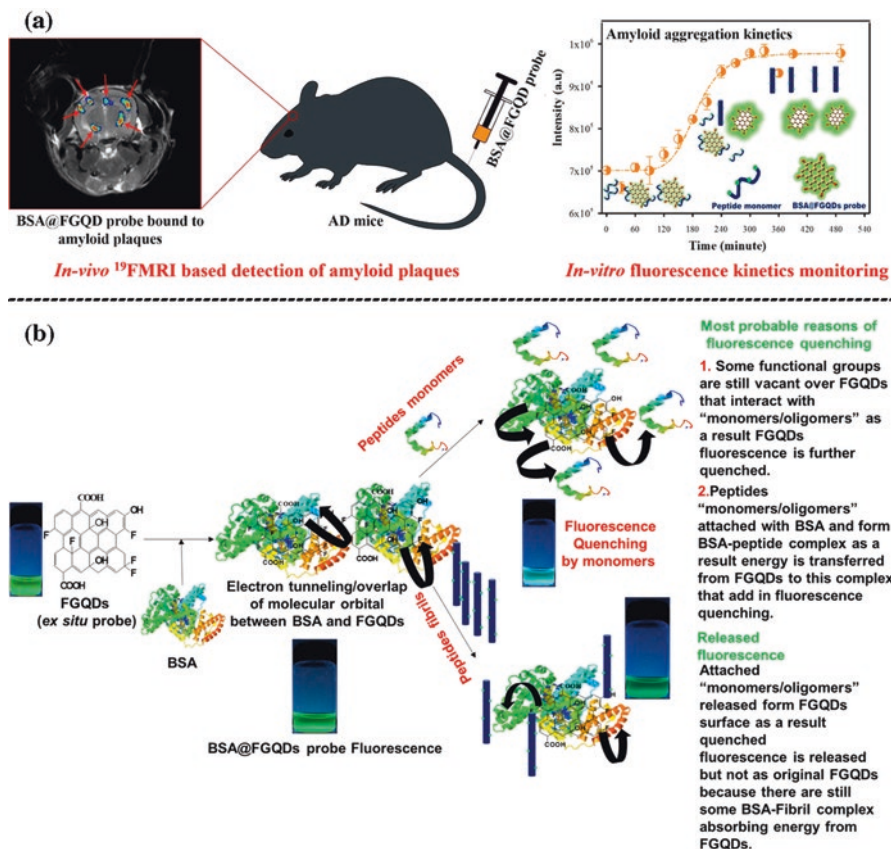 (a)
BSA@FGQD probe bound to
amyloid plaques
AD mice
BSA@FGQD probe
In-vivo ¹⁹FMRI based detection of amyloid plaques
Amyloid aggregation kinetics
Intensity (a.u)
1x10⁶
9x10⁵
8x10⁵
7x10⁵
6x10⁵
0 60 120 180 240 300 360 420 480 540
Time (minute)
Peptide monomer
BSA@FGQDs probe
In-vitro fluorescence kinetics monitoring
(b)
COOH
OH
F
OH
F
F
OH
F
F
COOH
FGQDs
(ex situ probe)
BSA
Electron tunneling/overlap
of molecular orbital
between BSA and FGQDs
BSA@FGQDs probe Fluorescence
Peptides monomers
Peptides fibrils
COOH
OH
COOH
Fluorescence
Quenching
by monomers
Most probable reasons of
fluorescence quenching
1. Some functional groups
are still vacant over FGQDs
that interact with
“monomers/oligomers” as
a result FGQDs
fluorescence is further
quenched.
2.Peptides
“monomers/oligomers”
attached with BSA and form
BSA-peptide complex as a
result energy is transferred
from FGQDs to this complex
that add in fluorescence
quenching.
Released
fluorescence
Attached
“monomers/oligomers”
released form FGQDs
surface as a result
quenched
fluorescence is released
but not as original FGQDs
because there are still
some BSA-Fibril complex
absorbing energy from
FGQDs.